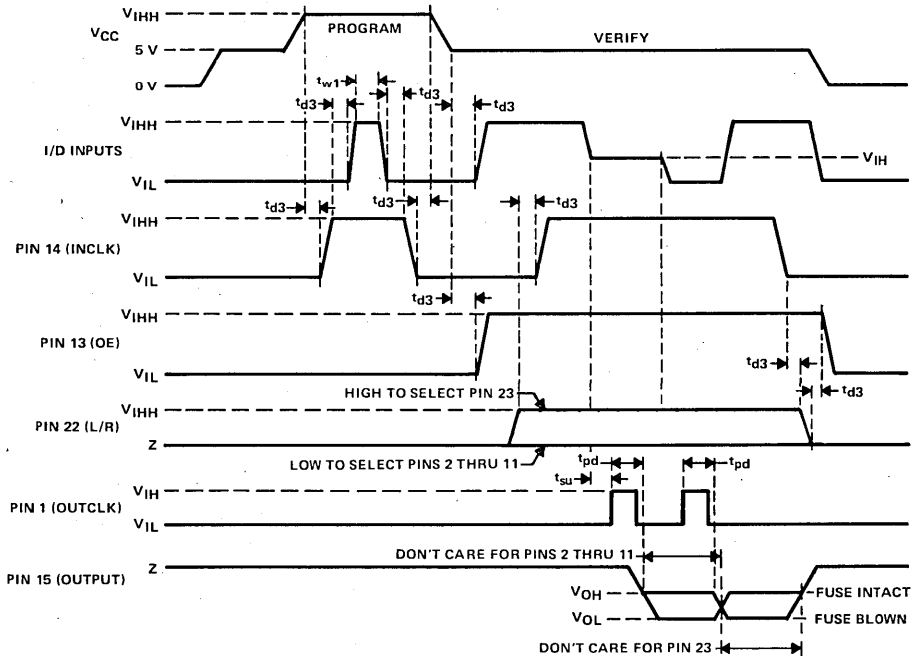 VIHH
VCC
5 V
0 V
PROGRAM
VERIFY
tw1
td3
td3
td3
VIHH
I/D INPUTS
VIL
VIH
td3
td3
td3
VIHH
PIN 14 (INCLK)
VIL
td3
VIHH
PIN 13 (OE)
VIL
td3
td3
HIGH TO SELECT PIN 23
VIHH
PIN 22 (L/R)
Z
LOW TO SELECT PINS 2 THRU 11
tpd
tpd
tsu
VIH
PIN 1 (OUTCLK)
VIL
DON'T CARE FOR PINS 2 THRU 11
Z
PIN 15 (OUTPUT)
VOH
FUSE INTACT
VOL
FUSE BLOWN
DON'T CARE FOR PIN 23